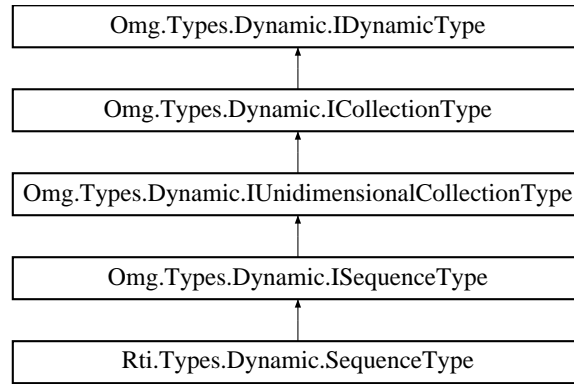 Omg.Types.Dynamic.IDynamicType
Omg.Types.Dynamic.ICollectionType
Omg.Types.Dynamic.IUnidimensionalCollectionType
Omg.Types.Dynamic.ISequenceType
Rti.Types.Dynamic.SequenceType